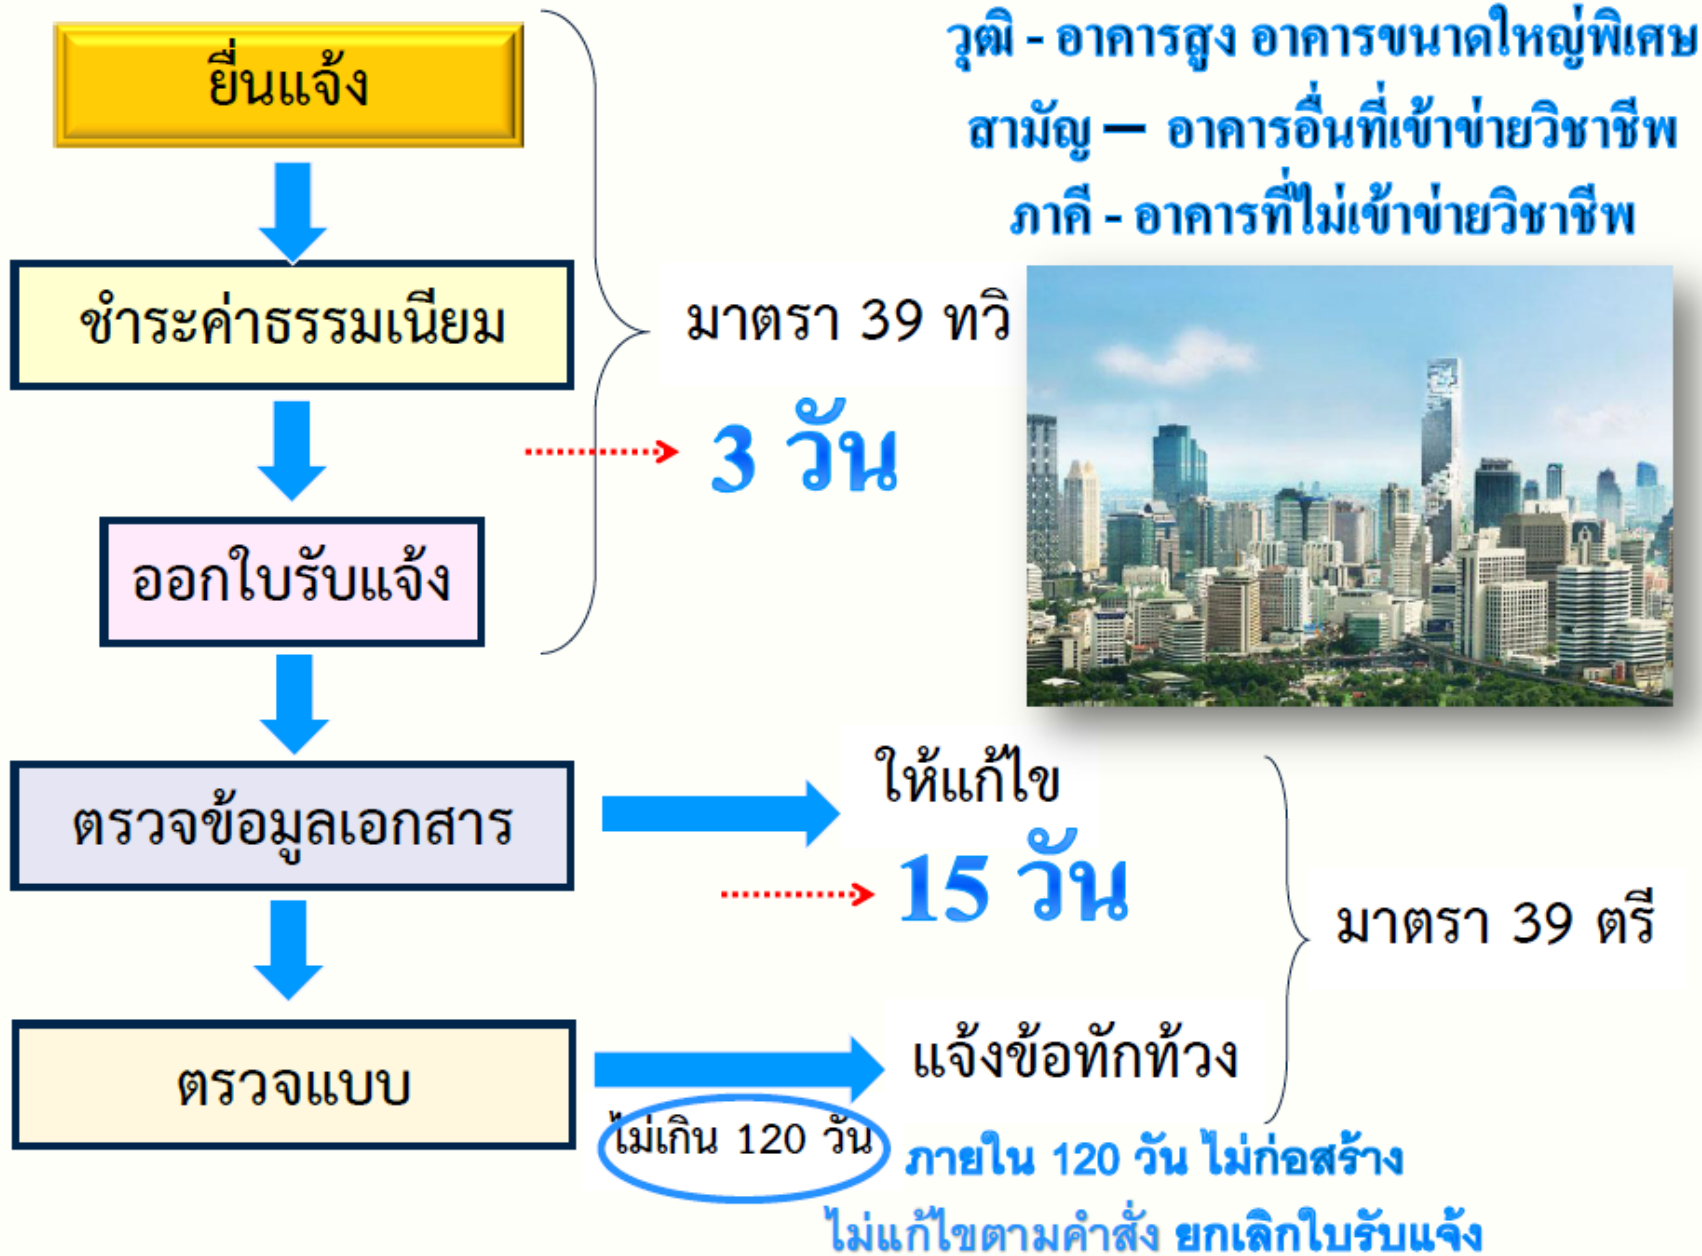 วุฒิ - อาคารสูง อาคารขนาดใหญ่พิเศษ
สามัญ – อาคารอื่นที่เข้าข่ายวิชาชีพ
ภาคี - อาคารที่ไม่เข้าข่ายวิชาชีพ
ยื่นแจ้ง
ชำระค่าธรรมเนียม
มาตรา 39 ทวิ
3 วัน
ออกใบรับแจ้ง
ตรวจข้อมูลเอกสาร
ให้แก้ไข
15 วัน
มาตรา 39 ตรี
ตรวจแบบ
แจ้งข้อทักท้วง
ไม่เกิน 120 วัน
ภายใน 120 วัน ไม่ก่อสร้าง
ไม่แก้ไขตามคำสั่ง ยกเลิกใบรับแจ้ง